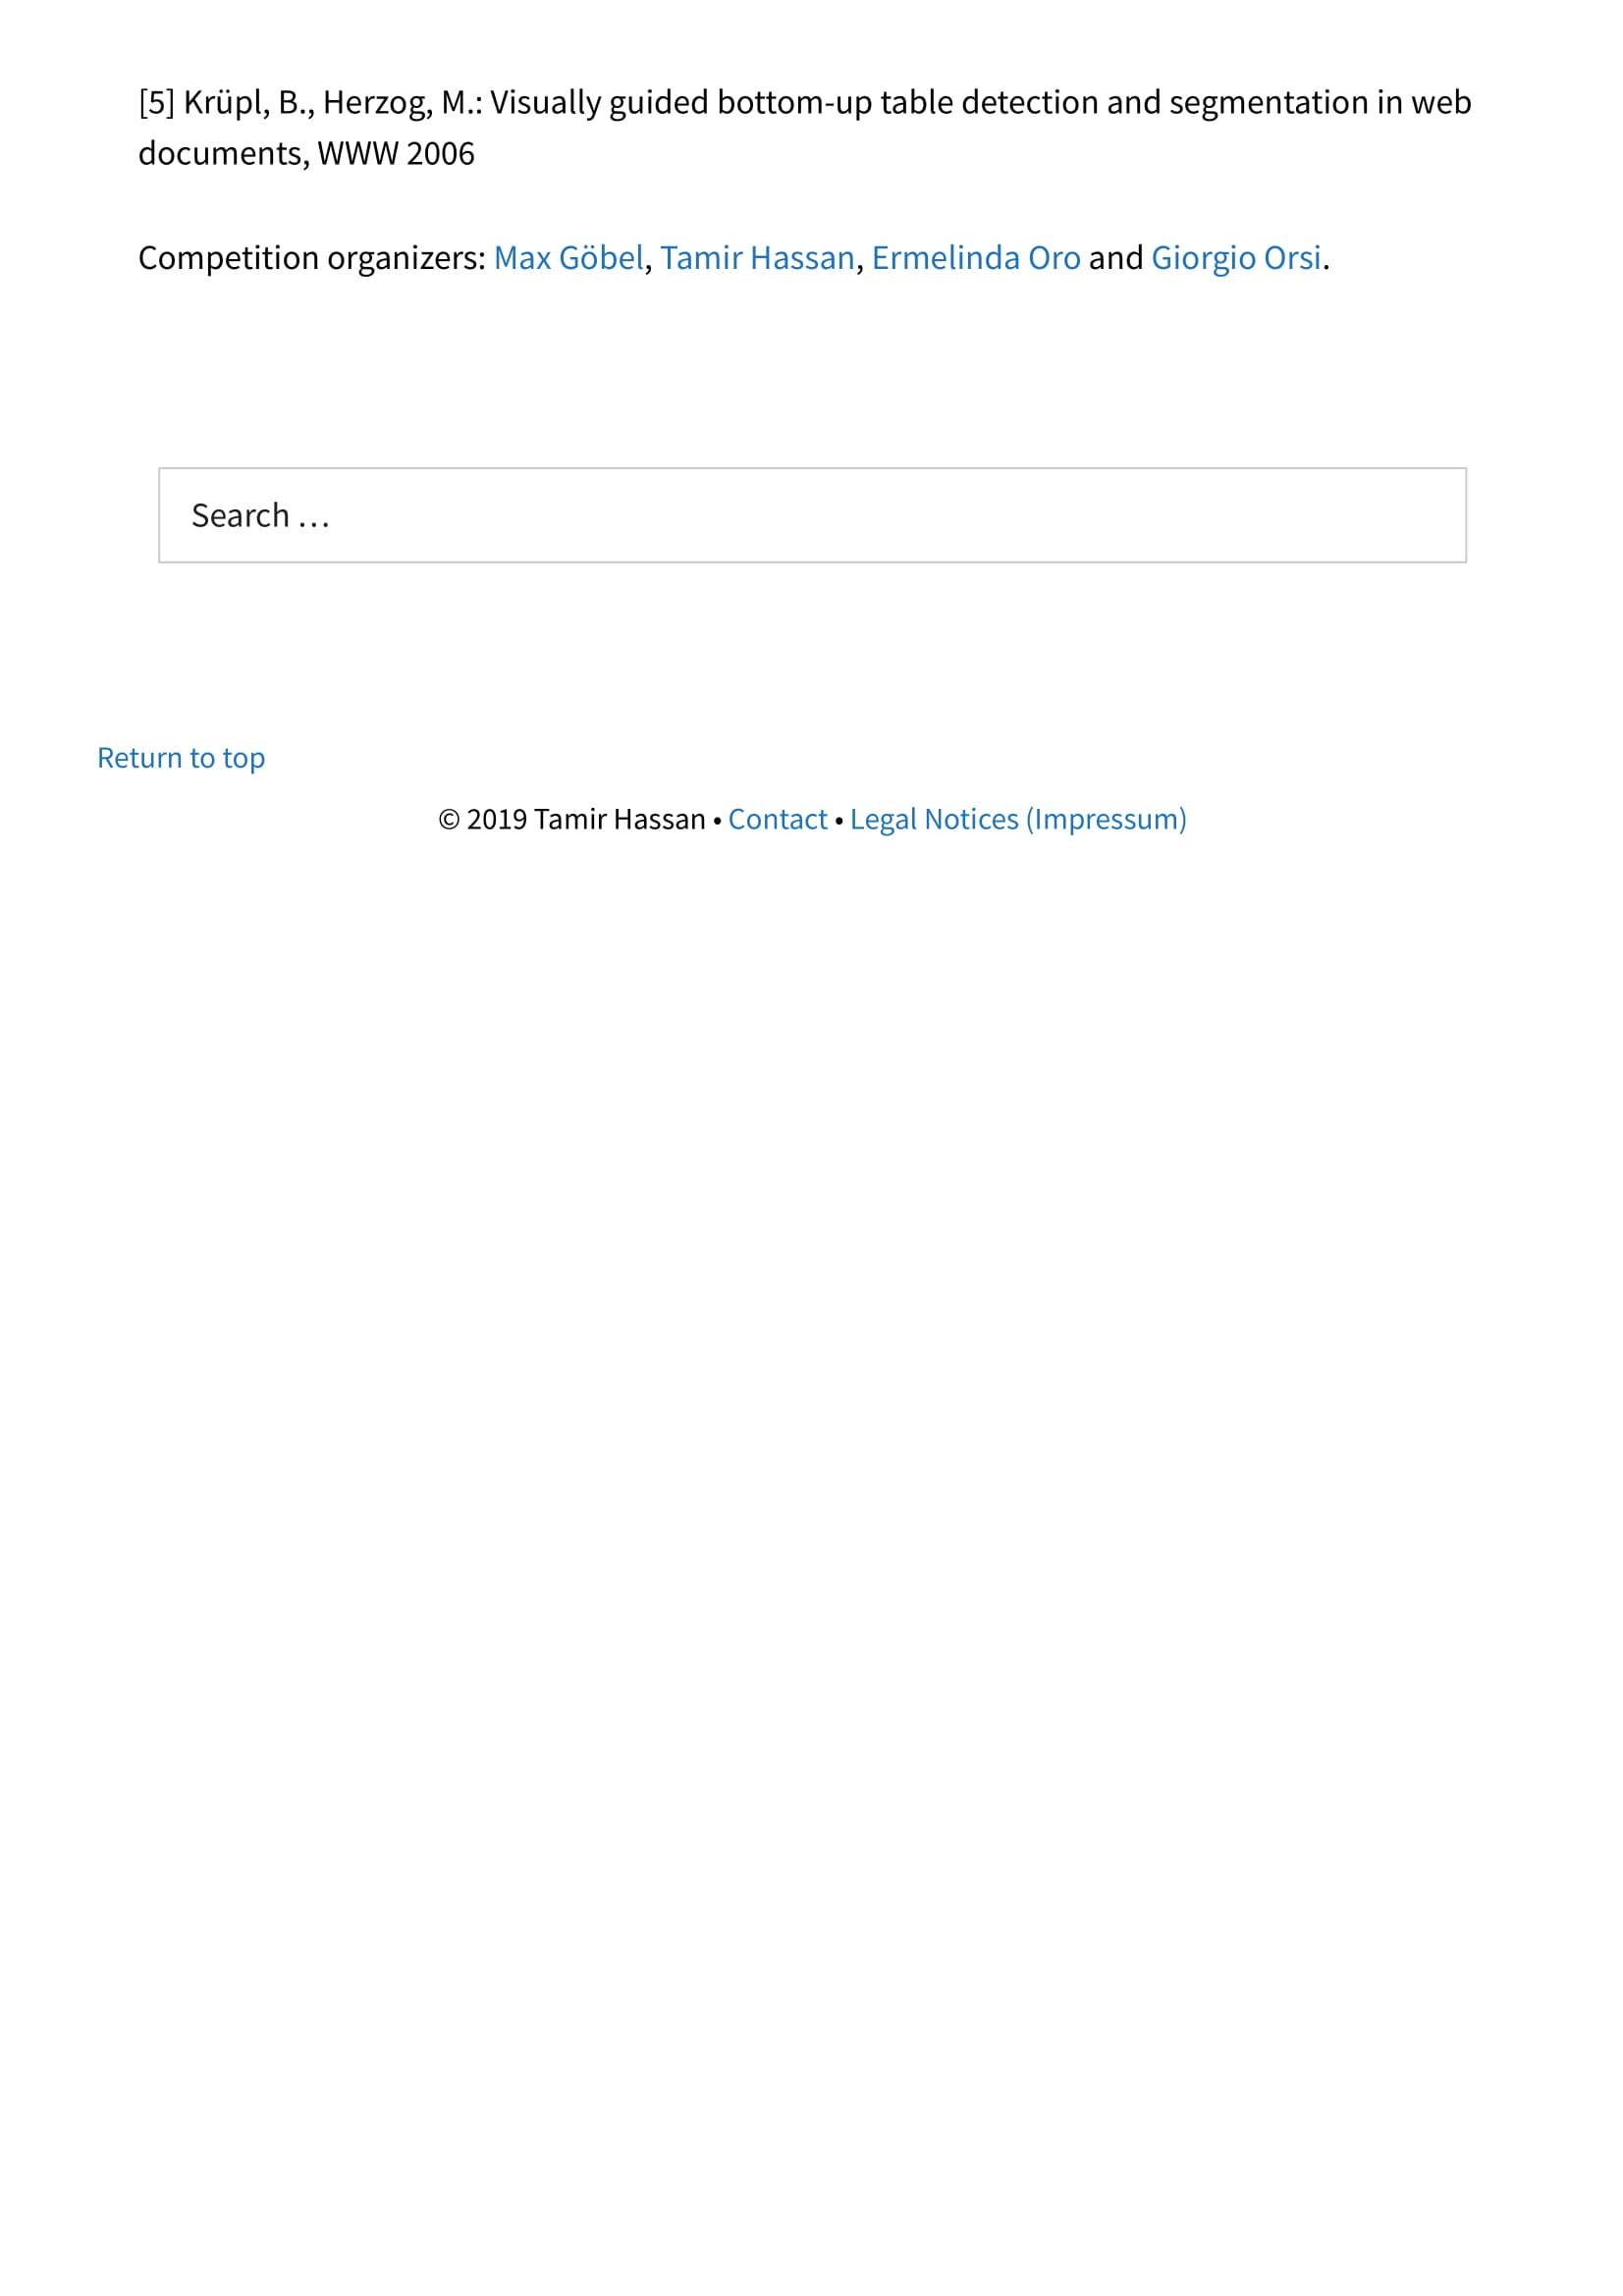 [5] Krüpl, B., Herzog, M.: Visually guided bottom-up table detection and segmentation in web
documents, WWW 2006
Competition organizers: Max Göbel, Tamir Hassan, Ermelinda Oro and Giorgio Orsi.
Search …
Return to top
© 2019 Tamir Hassan • Contact • Legal Notices (Impressum)